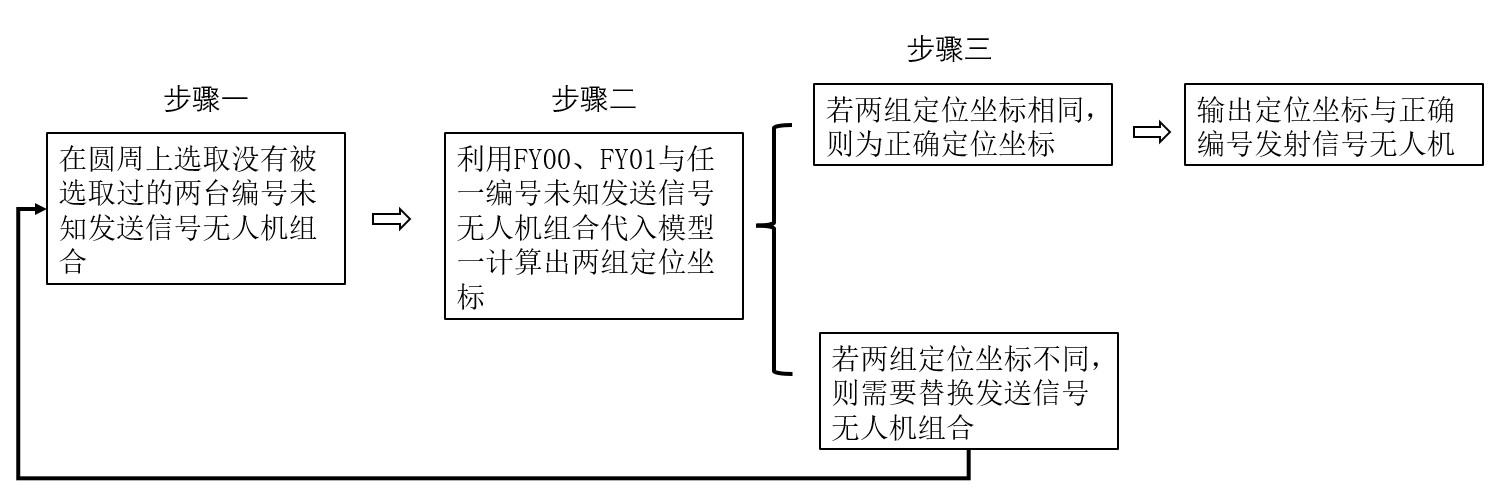 步骤一
在圆周上选取没有被
选取过的两台编号未
知发送信号无人机组
合
步骤二
利用FY00、FY01与任
一编号未知发送信号
无人机组合代入模型
一计算出两组定位坐
标
步骤三
若两组定位坐标相同，
则为正确定位坐标
输出定位坐标与正确
编号发射信号无人机
若两组定位坐标不同，
则需要替换发送信号
无人机组合